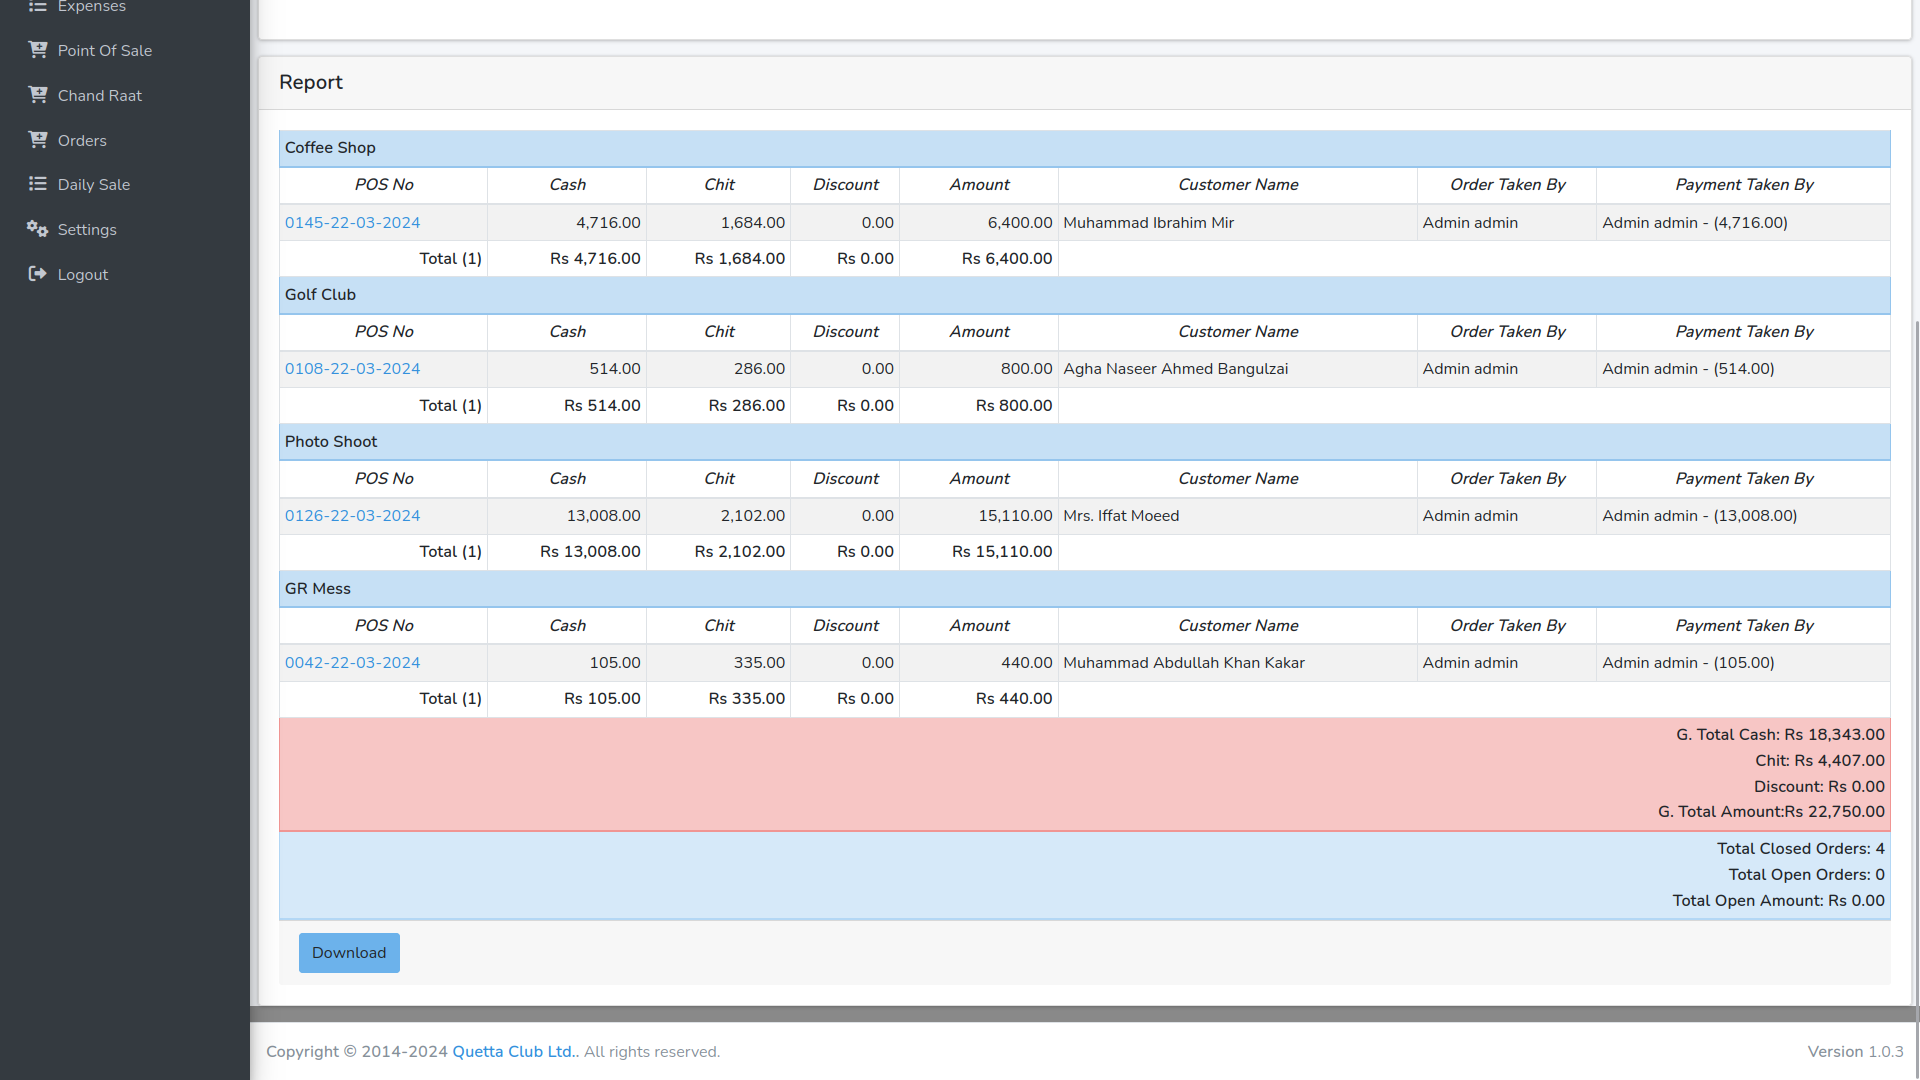 Expenses
Point Of Sale
Chand Raat
Orders
Daily Sale
Settings
Logout
Report
Coffee Shop
POS No Cash Chit Discount Amount Customer Name Order Taken By Payment Taken By
0145-22-03-2024 4,716.00 1,684.00 0.00 6,400.00 Muhammad Ibrahim Mir Admin admin Admin admin - (4,716.00)
Total (1) Rs 4,716.00 Rs 1,684.00 Rs 0.00 Rs 6,400.00
Golf Club
POS No Cash Chit Discount Amount Customer Name Order Taken By Payment Taken By
0108-22-03-2024 514.00 286.00 0.00 800.00 Agha Naseer Ahmed Bangulzai Admin admin Admin admin - (514.00)
Total (1) Rs 514.00 Rs 286.00 Rs 0.00 Rs 800.00
Photo Shoot
POS No Cash Chit Discount Amount Customer Name Order Taken By Payment Taken By
0126-22-03-2024 13,008.00 2,102.00 0.00 15,110.00 Mrs. Iffat Moeed Admin admin Admin admin - (13,008.00)
Total (1) Rs 13,008.00 Rs 2,102.00 Rs 0.00 Rs 15,110.00
GR Mess
POS No Cash Chit Discount Amount Customer Name Order Taken By Payment Taken By
0042-22-03-2024 105.00 335.00 0.00 440.00 Muhammad Abdullah Khan Kakar Admin admin Admin admin - (105.00)
Total (1) Rs 105.00 Rs 335.00 Rs 0.00 Rs 440.00
G. Total Cash: Rs 18,343.00
Chit: Rs 4,407.00
Discount: Rs 0.00
G. Total Amount:Rs 22,750.00
Total Closed Orders: 4
Total Open Orders: 0
Total Open Amount: Rs 0.00
Download
Copyright © 2014-2024 Quetta Club Ltd.. All rights reserved.
Version 1.0.3